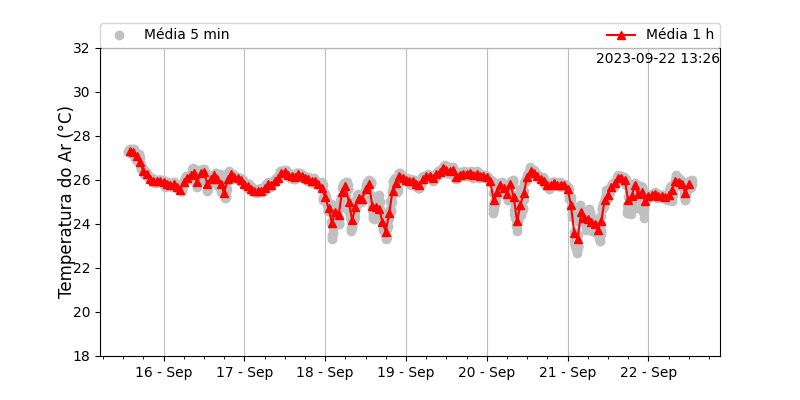 Média 5 min
Média 1 h
2023-09-22 13:26
Temperatura do Ar (°C)
32
30
28
26
24
22
20
18
16 - Sep
17 - Sep
18 - Sep
19 - Sep
20 - Sep
21 - Sep
22 - Sep